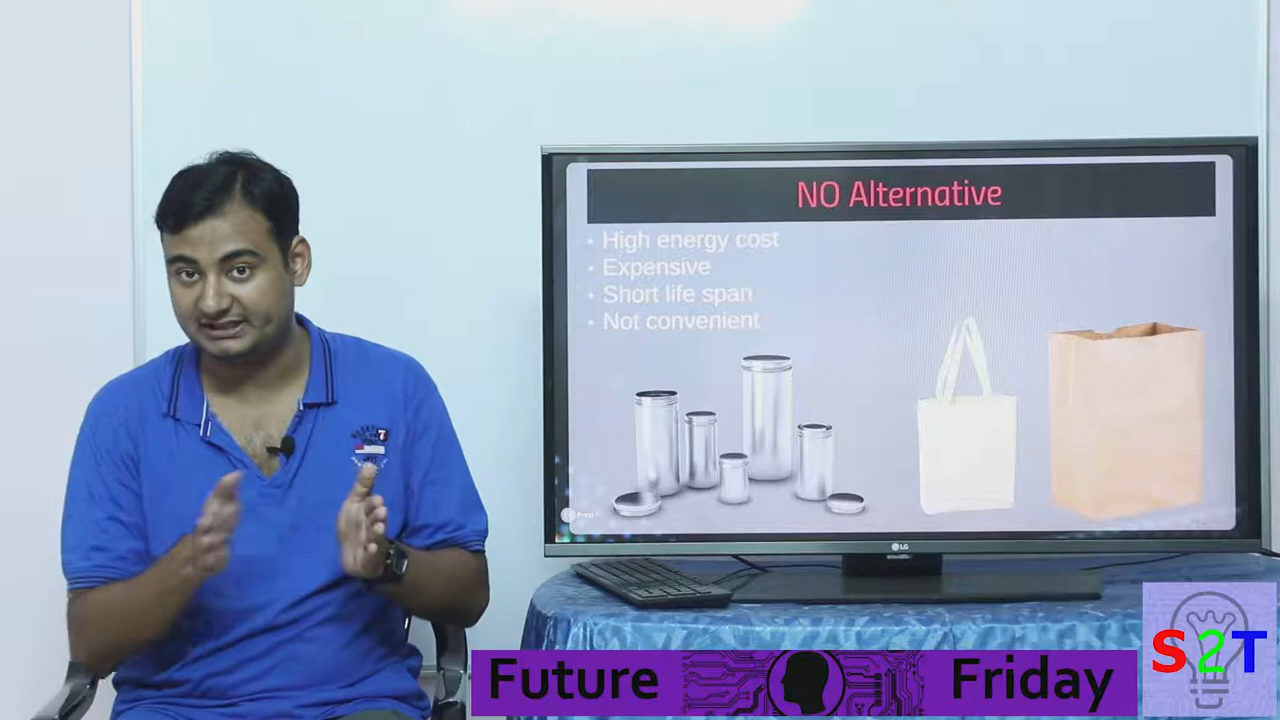 NO Alternative
• High energy cost
• Expensive
• Short life span
• Not convenient
LG
Future Friday
S2T